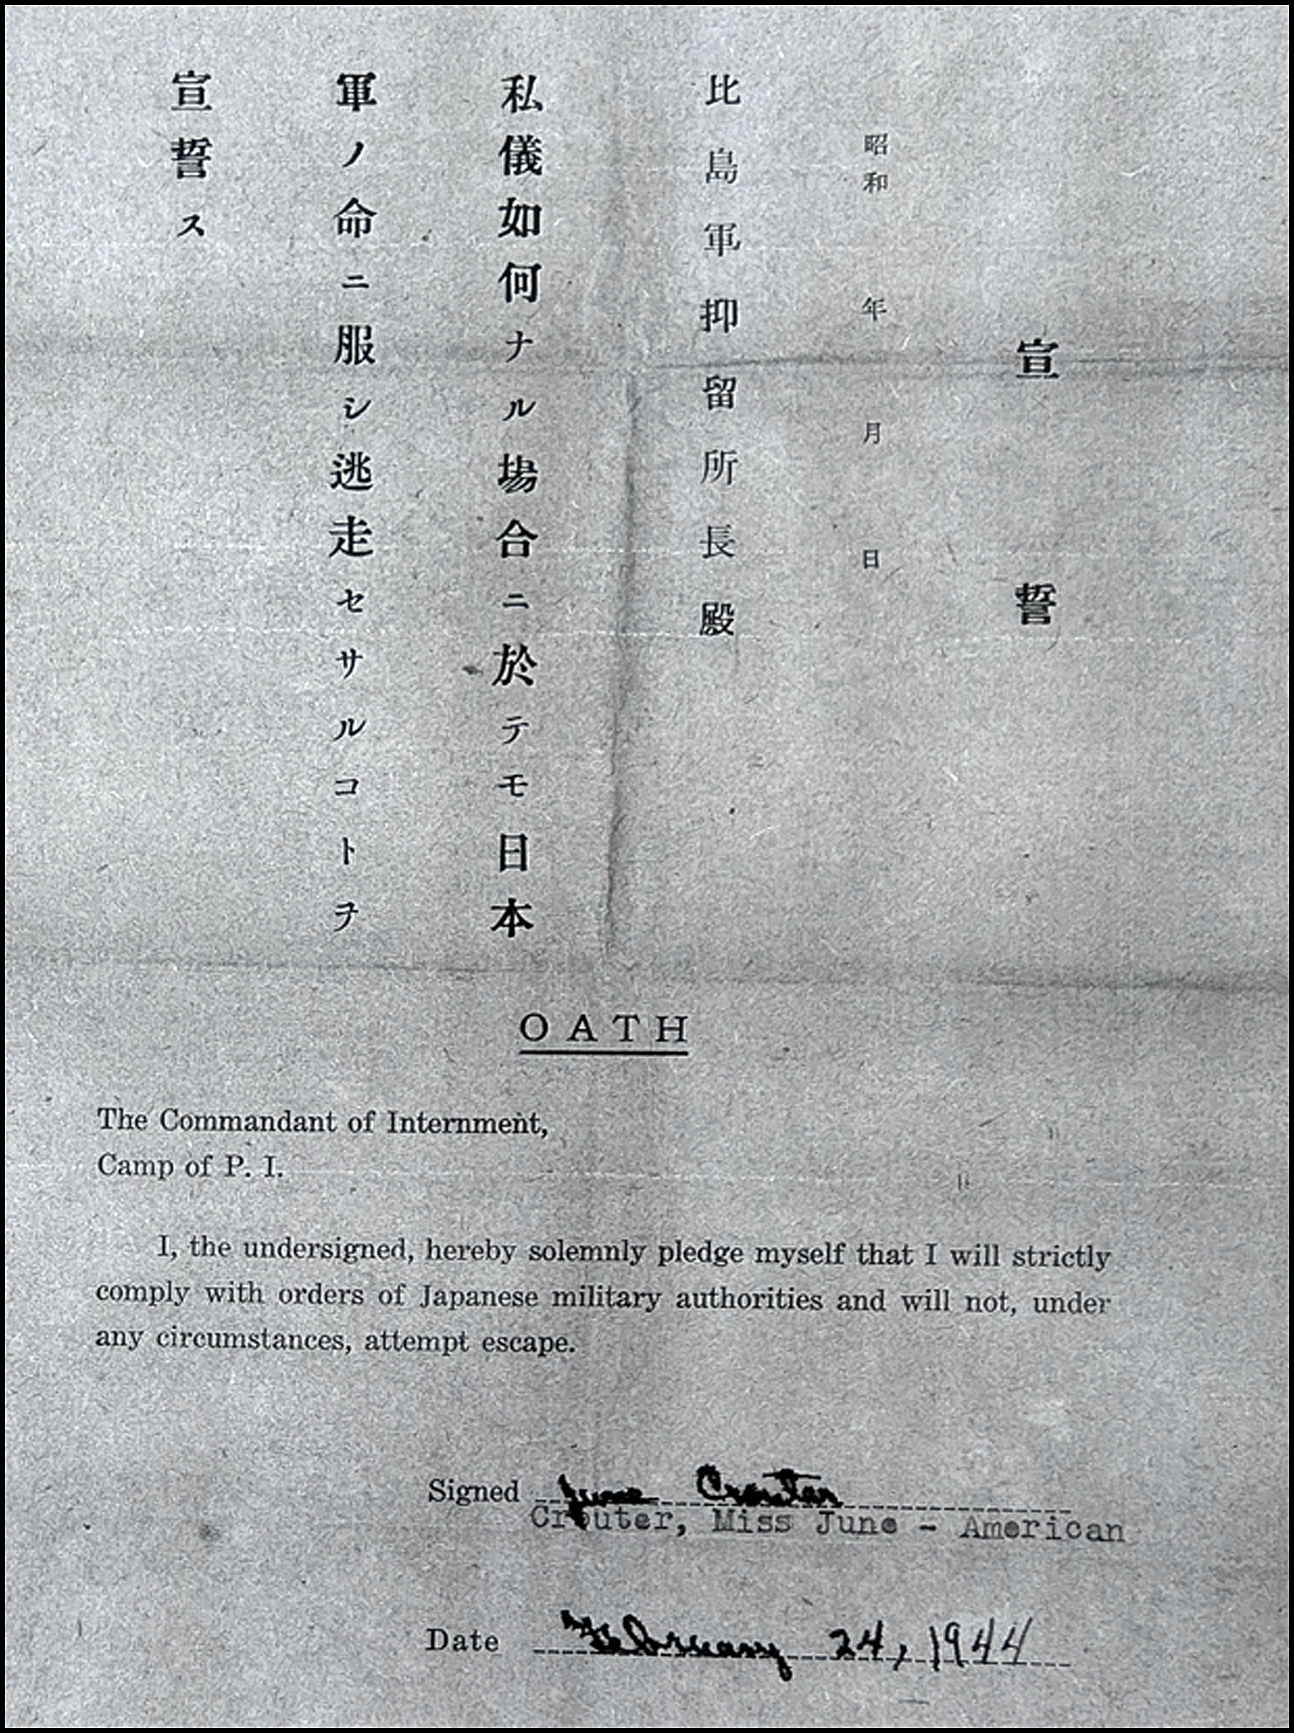 宣誓
昭和 年 月 日
比島軍抑留所長殿
私儀如何ナル場合ニ於テモ日本
軍ノ命ニ服シ逃走セサルコトヲ
宣誓ス
OATH
The Commandant of Internment,
Camp of P. I.
I, the undersigned, hereby solemnly pledge myself that I will strictly
comply with orders of Japanese military authorities and will not, under
any circumstances, attempt escape.
Signed June Crouter
Crouter, Miss June - American
Date February 24, 1944